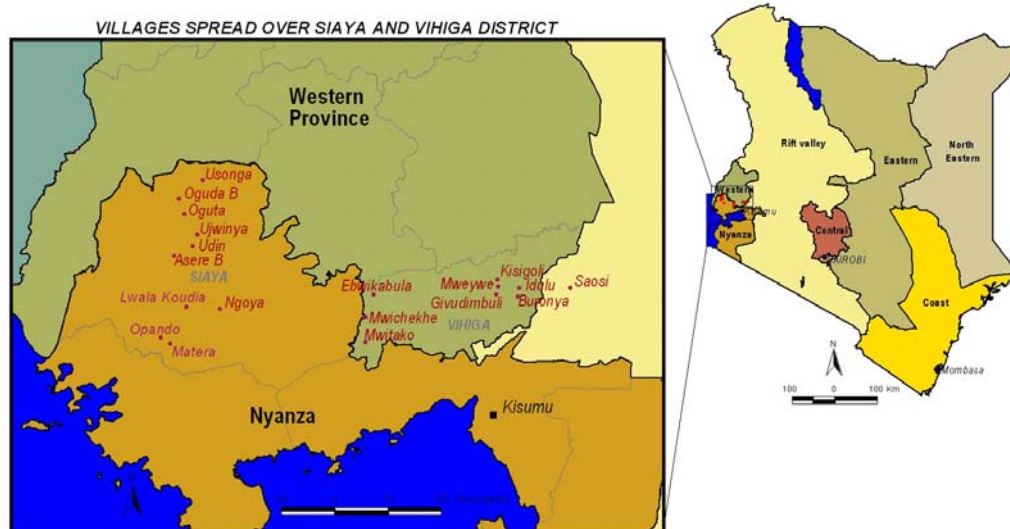 VILLAGES SPREAD OVER SIAYA AND VIHIGA DISTRICT
Western
Province
Usonga
Oguda B
Oguta
Ujwinya
Udin
Asere B
SIAYA
Lwala Koudia
Ngoya
Opando
Matera
Ebwikabula
Mwichekhe
Mwitako
VIHIGA
Kisigoli
Mweywe
Idulu
Givudimbuli
Buronya
Saosi
Nyanza
Kisumu
N
Rift valley
Eastern
North
Eastern
Western
Nyanza
Central
Coast
Mombasa
N
100 0 100 Km